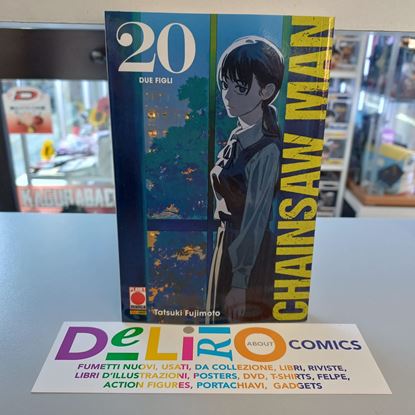 20
DUE FIGLI
CHAINSAW MAN
Tatsuki Fujimoto
KAGURABAC
DeLiRiO
ABOUT
COMICS
FUMETTI NUOVI, USATI, DA COLLEZIONE, LIBRI, RIVISTE,
LIBRI D'ILLUSTRAZIONI, POSTERS, DVD, T-SHIRTS, FELPE,
ACTION FIGURES, PORTACHIAVI, GADGETS